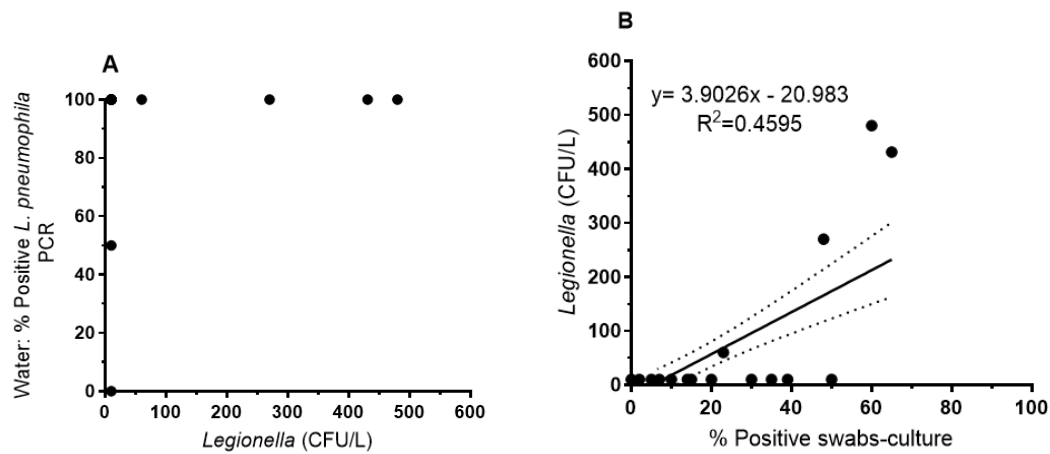 A
Water: % Positive L. pneumophila
PCR
100
80
60
40
20
0
0 100 200 300 400 500 600
Legionella (CFU/L)
B
Legionella (CFU/L)
600
500
400
300
200
100
0
y= 3.9026x - 20.983
R²=0.4595
0 20 40 60 80 100
% Positive swabs-culture